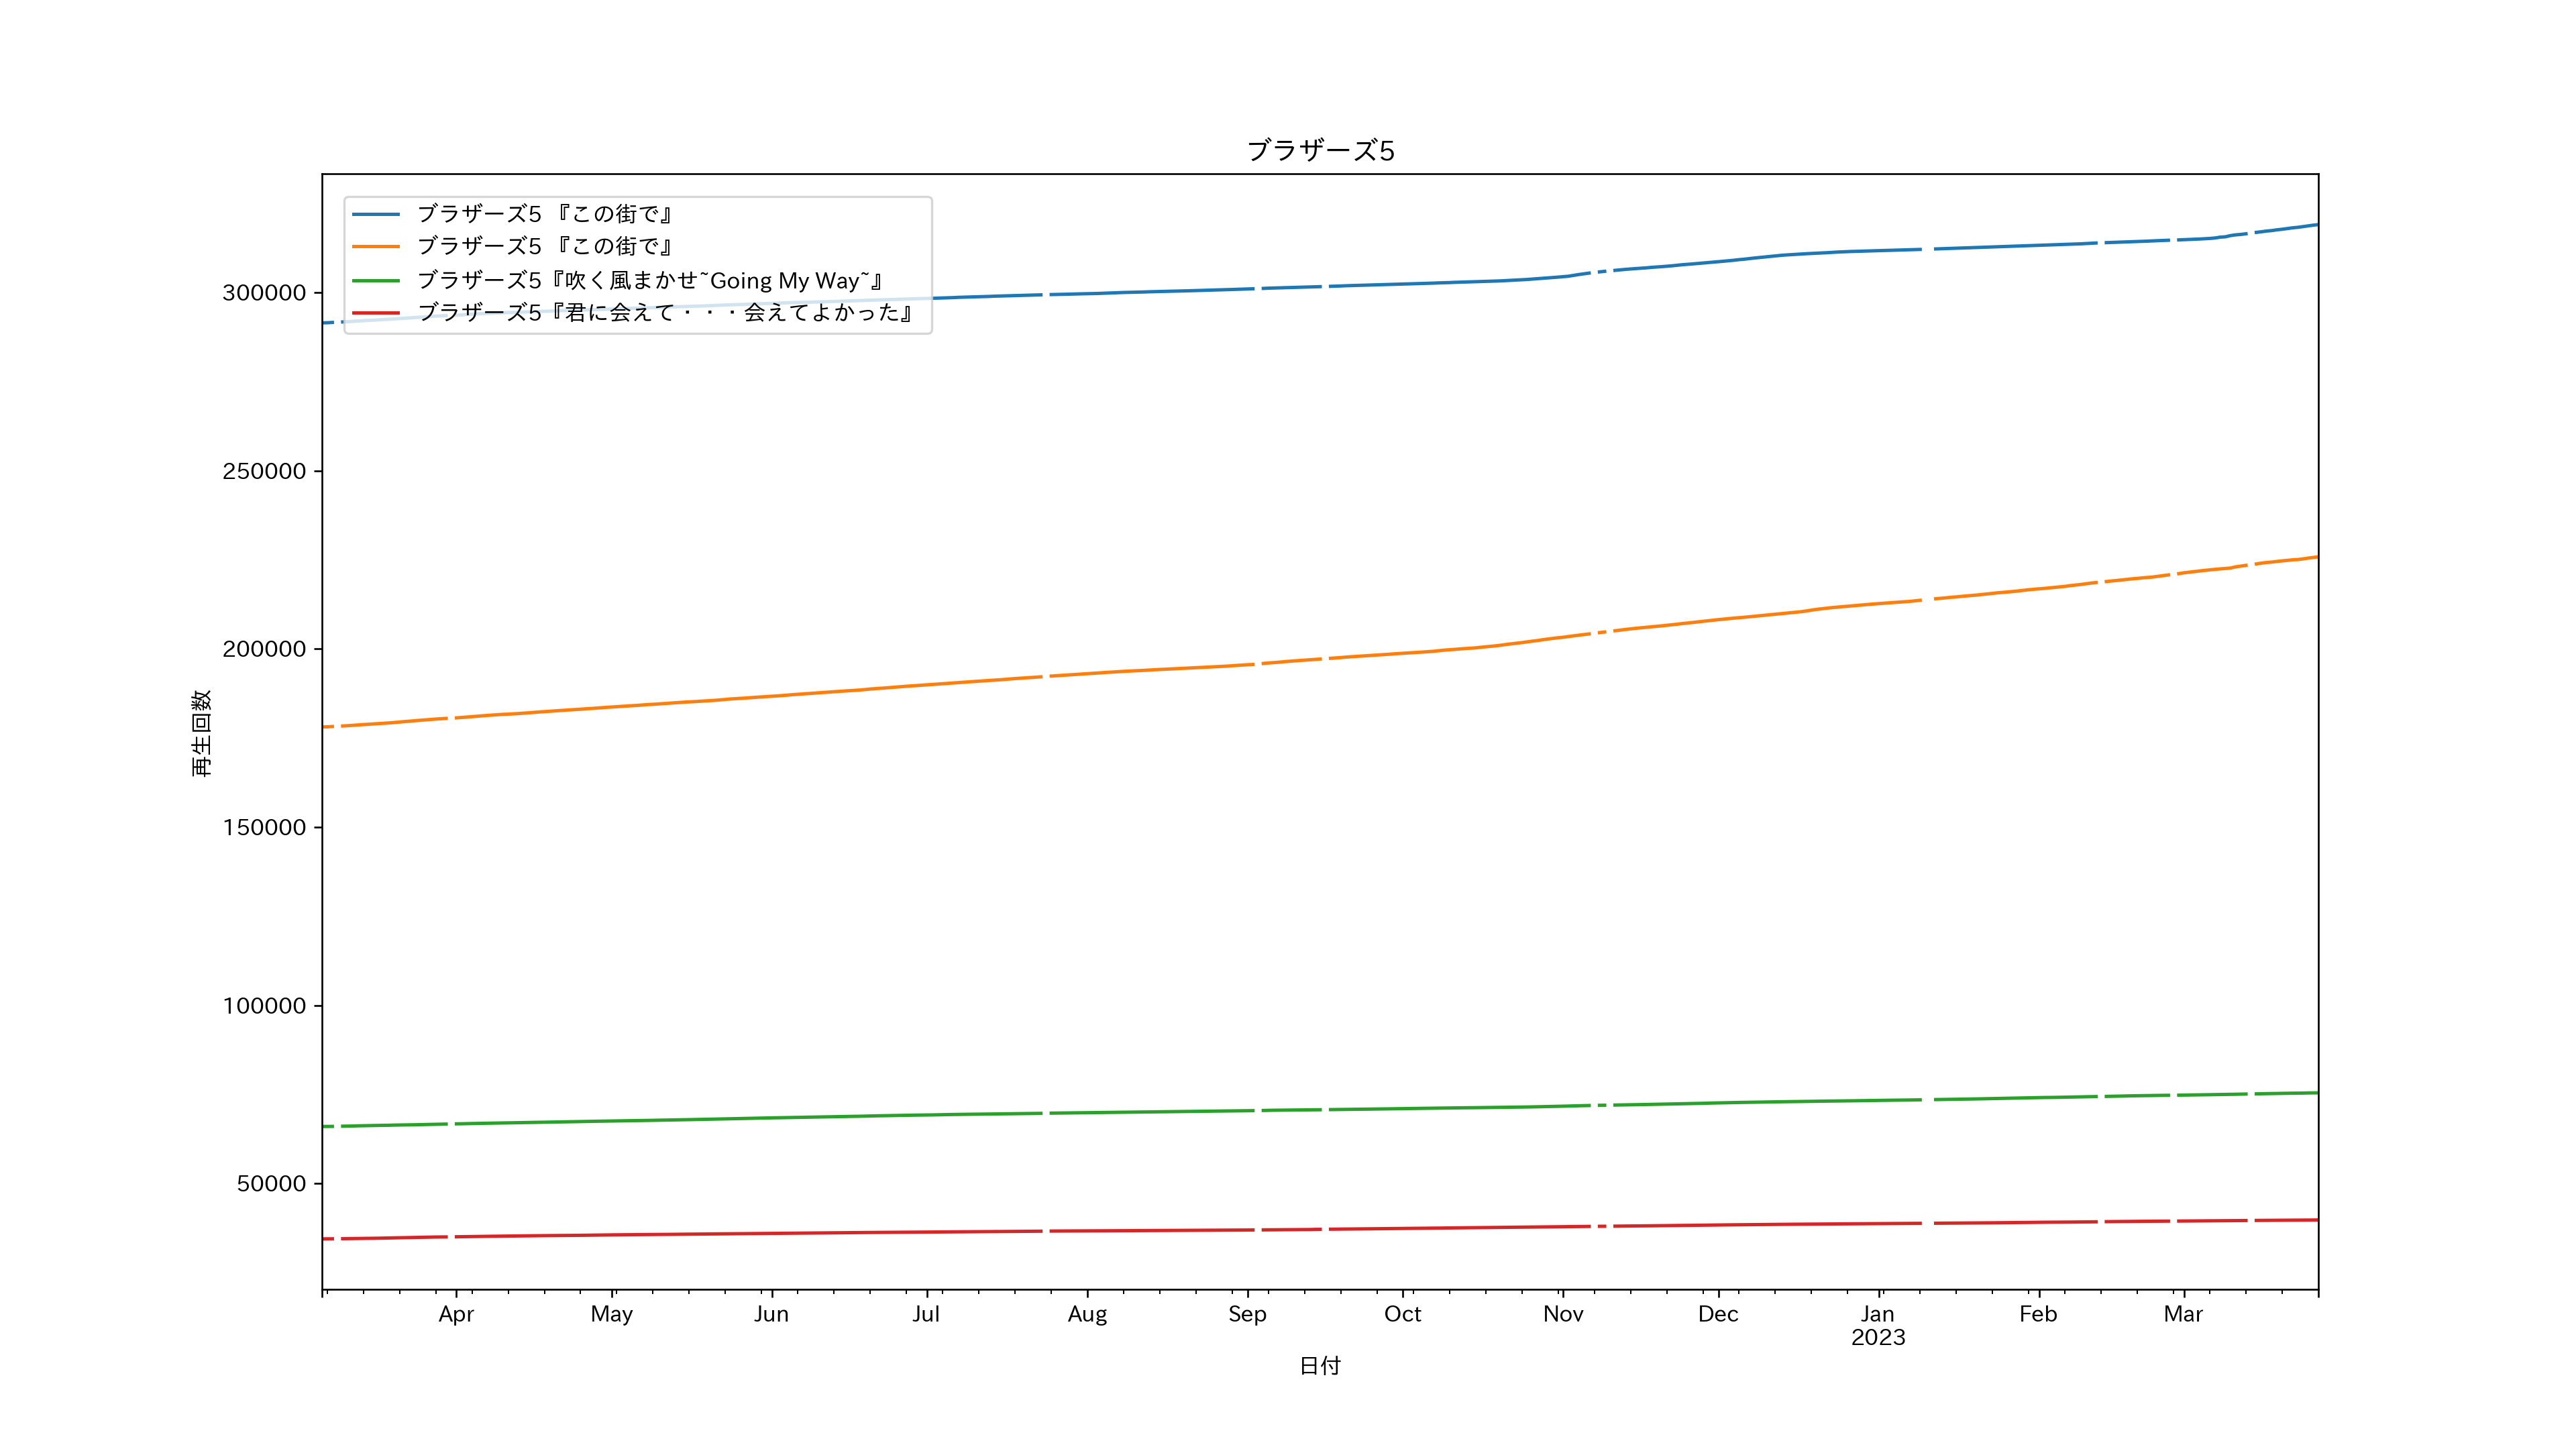 ブラザーズ5
ブラザーズ5 『この街で』
ブラザーズ5 『この街で』
ブラザーズ5『吹く風まかせ~Going My Way~』
ブラザーズ5『君に会えて・・・会えてよかった』
300000
250000
200000
150000
100000
50000
再生回数
Apr May Jun Jul Aug Sep Oct Nov Dec Jan Feb Mar
2023
日付